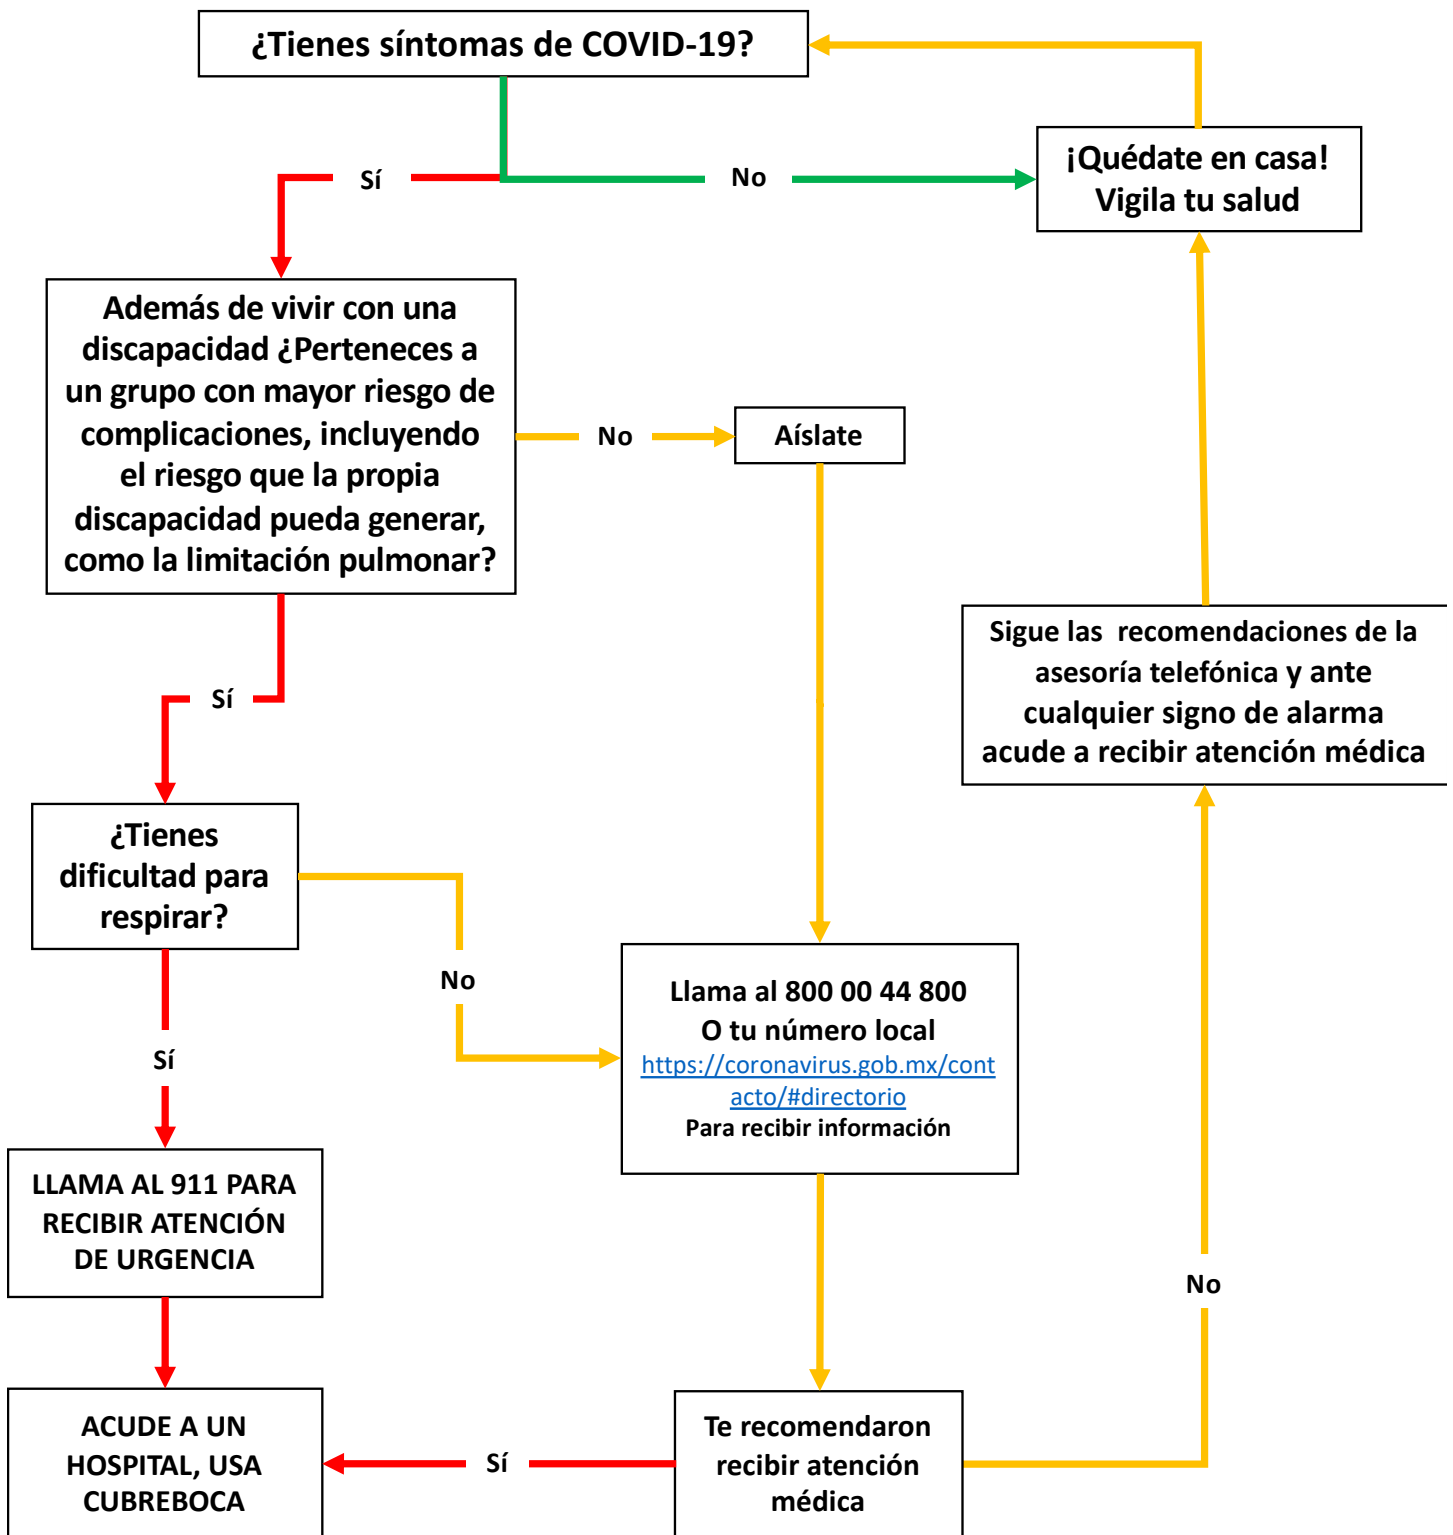 ¿Tienes síntomas de COVID-19?
¡Quédate en casa!
Vigila tu salud
Sí
No
Además de vivir con una
discapacidad ¿Perteneces a
un grupo con mayor riesgo de
complicaciones, incluyendo
el riesgo que la propia
discapacidad pueda generar,
como la limitación pulmonar?
No
Aíslate
Sigue las recomendaciones de la
asesoría telefónica y ante
cualquier signo de alarma
acude a recibir atención médica
Sí
¿Tienes
dificultad para
respirar?
No
Llama al 800 00 44 800
O tu número local
https://coronavirus.gob.mx/cont
acto/#directorio
Para recibir información
Sí
LLAMA AL 911 PARA
RECIBIR ATENCIÓN
DE URGENCIA
No
ACUDE A UN
HOSPITAL, USA
CUBREBOCA
Sí
Te recomendaron
recibir atención
médica